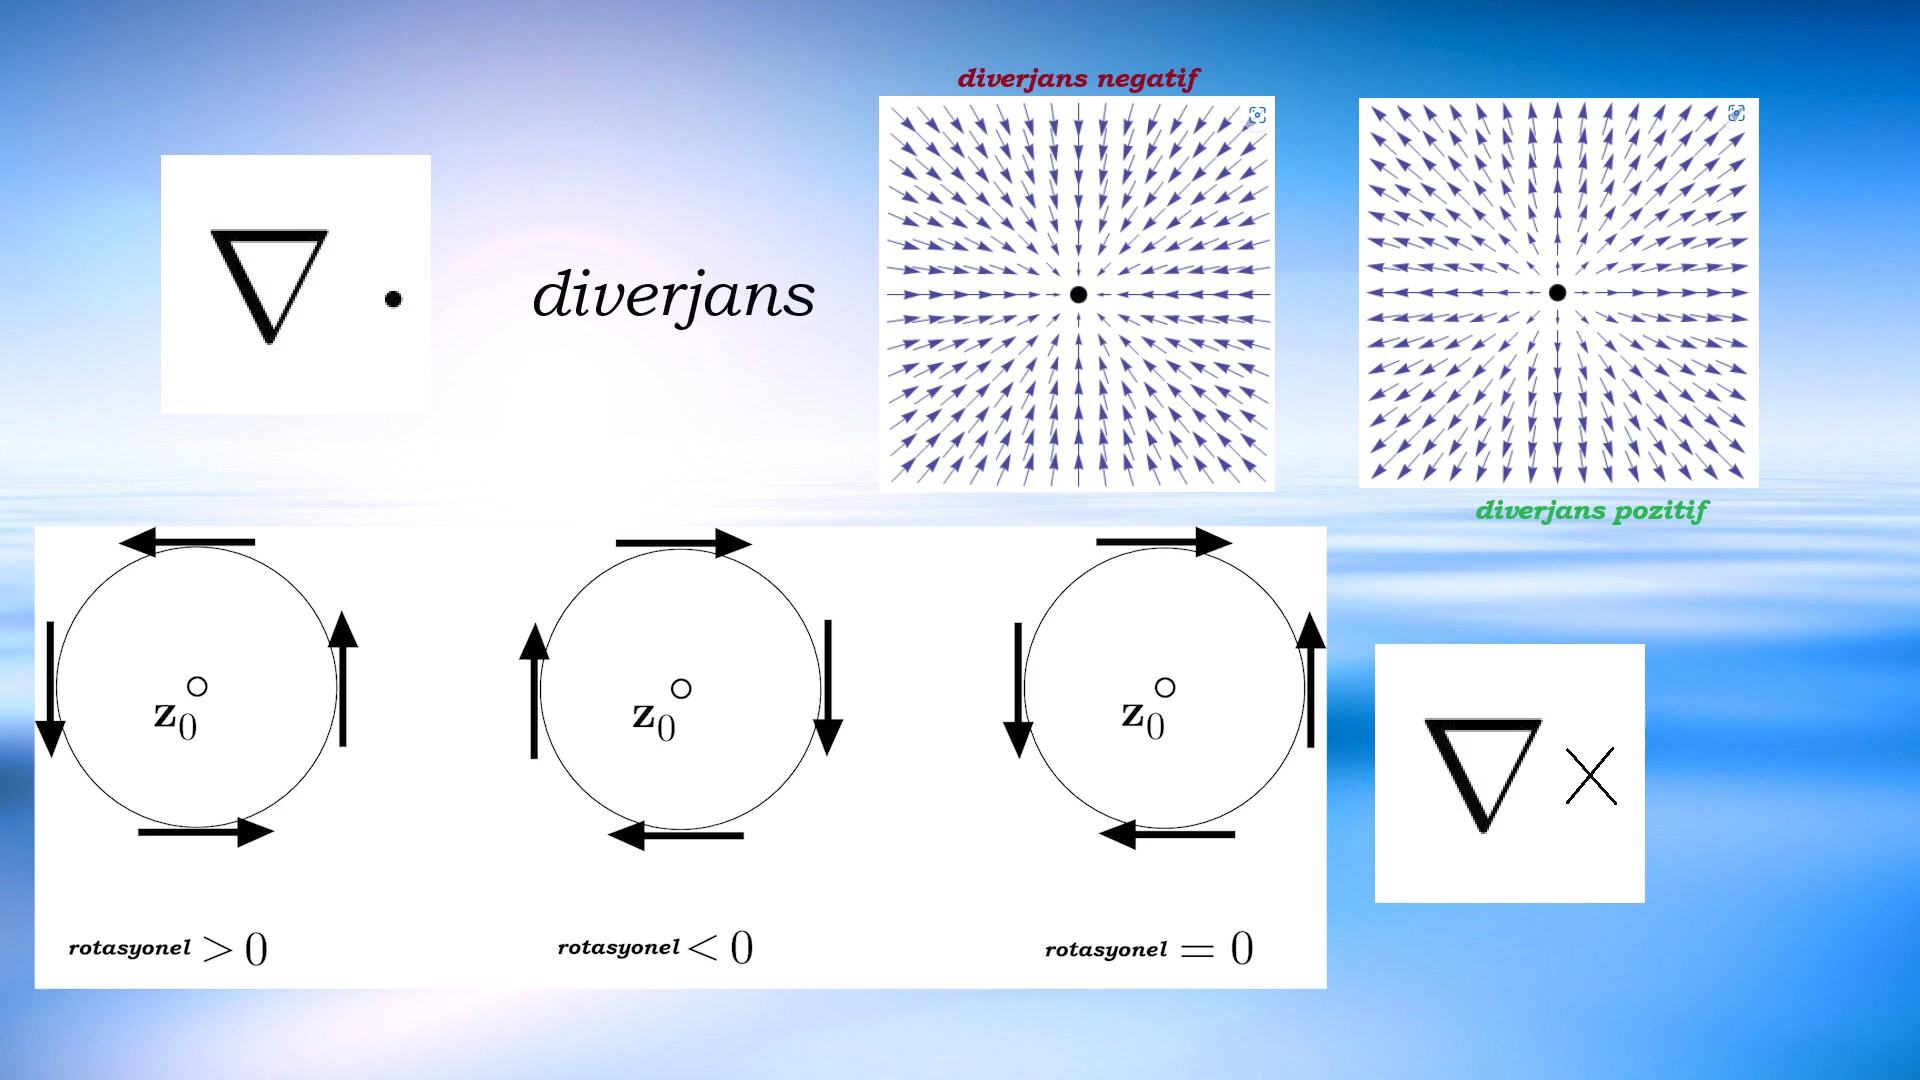 diverjans negatif
∇ ·
diverjans
diverjans pozitif
z₀
z₀
z₀
∇ ×
rotasyonel > 0
rotasyonel < 0
rotasyonel = 0